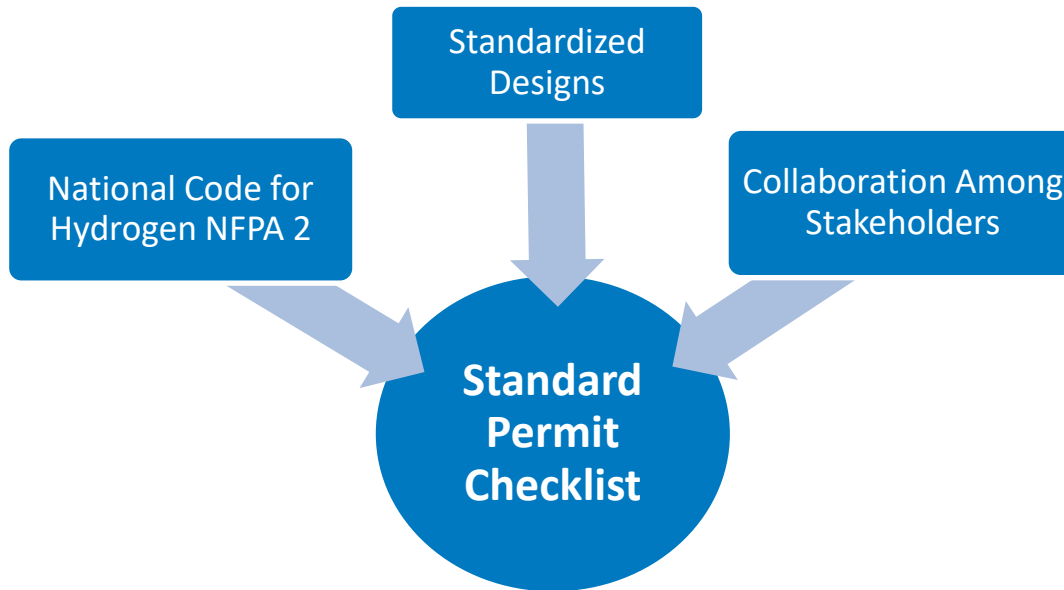 Standardized
Designs
National Code for
Hydrogen NFPA 2
Collaboration Among
Stakeholders
Standard
Permit
Checklist